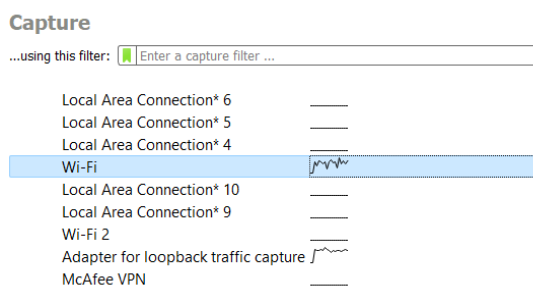 Capture
...using this filter: Enter a capture filter ...
Local Area Connection* 6
Local Area Connection* 5
Local Area Connection* 4
Wi-Fi
Local Area Connection* 10
Local Area Connection* 9
Wi-Fi 2
Adapter for loopback traffic capture
McAfee VPN